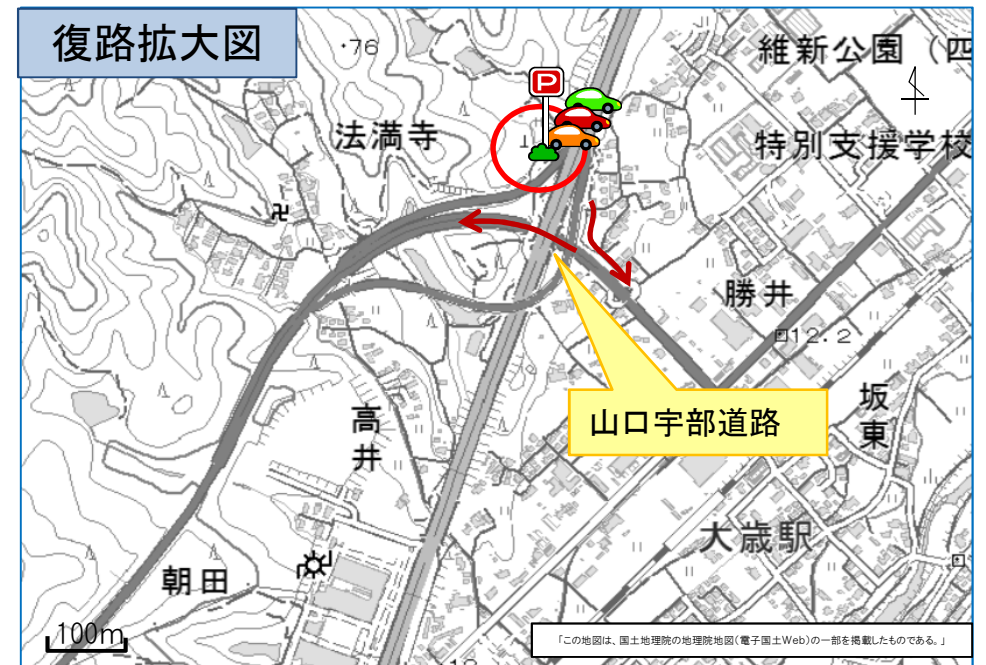 復路拡大図
・76
維新公園(四
P
法満寺
特別支援学校
勝井
12.2
山口宇部道路
高井
坂東
大歳駅
朝田
100m
「この地図は、国土地理院の地理院地図(電子国土Web)の一部を掲載したものである。」